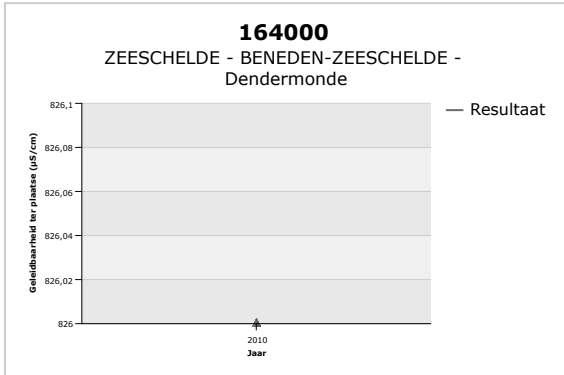 164000
ZEESCHELDE - BENEDEN-ZEESCHELDE -
Dendermonde
Resultaat
Geleidbaarheid ter plaatse (µS/cm)
826,1
826,08
826,06
826,04
826,02
826
2010
Jaar